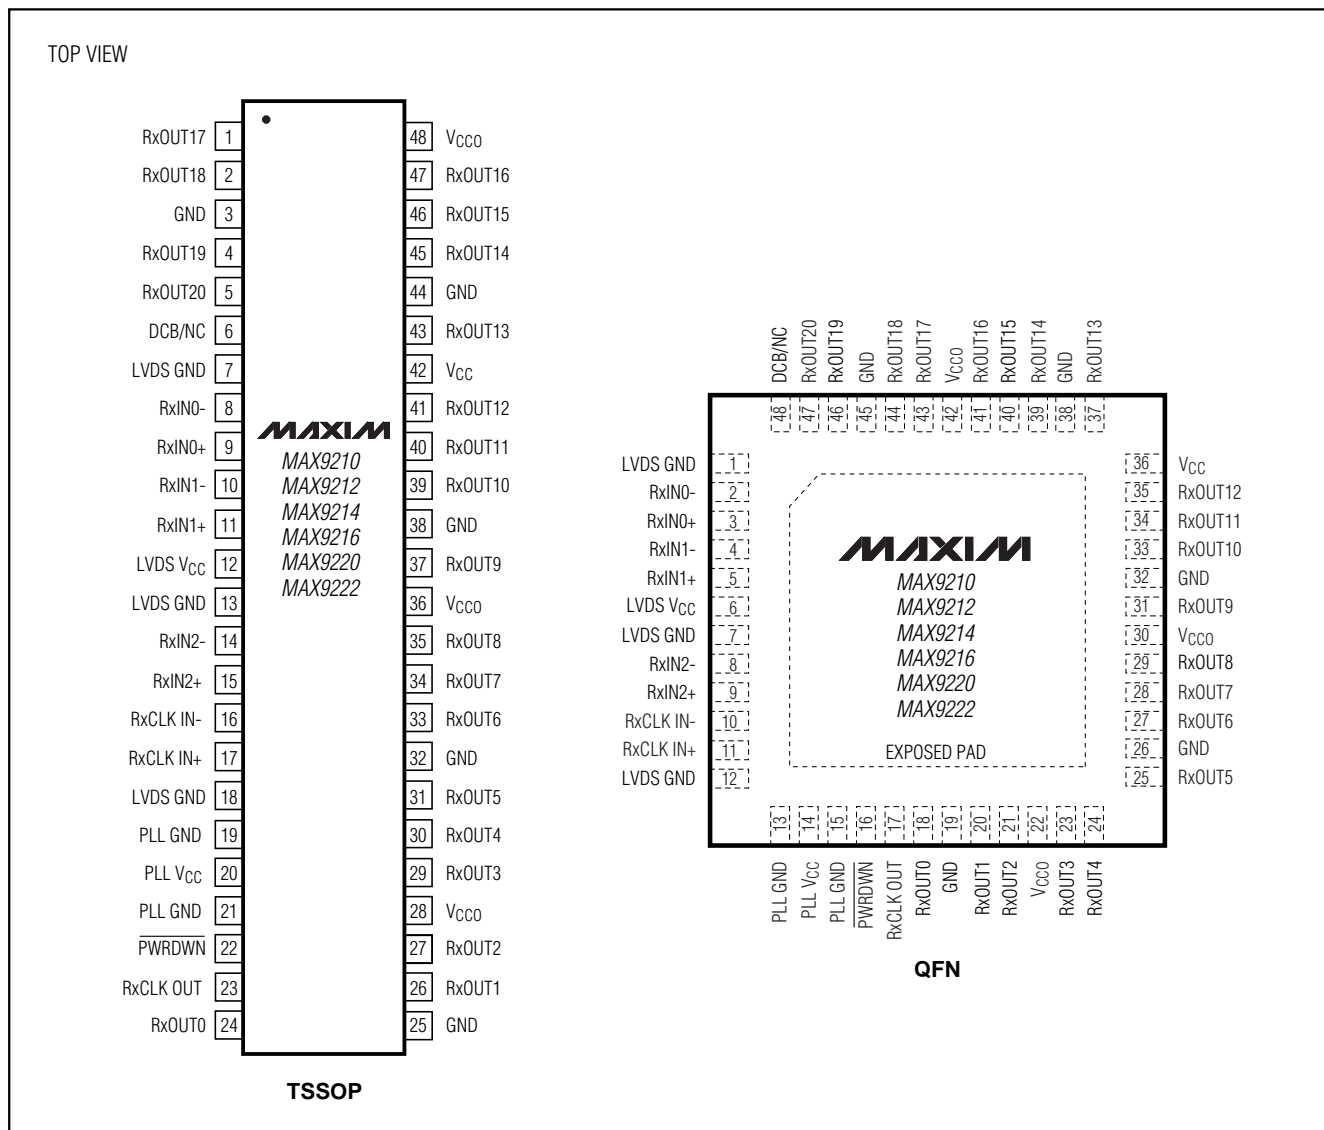 TOP VIEW
RxOUT17 1
RxOUT18 2
GND 3
RxOUT19 4
RxOUT20 5
DCB/NC 6
LVDS GND 7
RxIN0- 8
RxIN0+ 9
RxIN1- 10
RxIN1+ 11
LVDS VCC 12
LVDS GND 13
RxIN2- 14
RxIN2+ 15
RxCLK IN- 16
RxCLK IN+ 17
LVDS GND 18
PLL GND 19
PLL VCC 20
PLL GND 21
PWRDWN 22
RxCLK OUT 23
RxOUT0 24
MAXIM
MAX9210
MAX9212
MAX9214
MAX9216
MAX9220
MAX9222
48 VCCO
47 RxOUT16
46 RxOUT15
45 RxOUT14
44 GND
43 RxOUT13
42 VCC
41 RxOUT12
40 RxOUT11
39 RxOUT10
38 GND
37 RxOUT9
36 VCCO
35 RxOUT8
34 RxOUT7
33 RxOUT6
32 GND
31 RxOUT5
30 RxOUT4
29 RxOUT3
28 VCCO
27 RxOUT2
26 RxOUT1
25 GND
TSSOP
DCB/NC 48
RxOUT20 47
RxOUT19 46
GND 45
RxOUT18 44
RxOUT17 43
VCCO 42
RxOUT16 41
RxOUT15 40
RxOUT14 39
GND 38
RxOUT13 37
LVDS GND 1
RxIN0- 2
RxIN0+ 3
RxIN1- 4
RxIN1+ 5
LVDS VCC 6
LVDS GND 7
RxIN2- 8
RxIN2+ 9
RxCLK IN- 10
RxCLK IN+ 11
LVDS GND 12
MAXIM
MAX9210
MAX9212
MAX9214
MAX9216
MAX9220
MAX9222
EXPOSED PAD
36 VCC
35 RxOUT12
34 RxOUT11
33 RxOUT10
32 GND
31 RxOUT9
30 VCCO
29 RxOUT8
28 RxOUT7
27 RxOUT6
26 GND
25 RxOUT5
PLL GND 13
PLL VCC 14
PLL GND 15
PWRDWN 16
RxCLK OUT 17
RxOUT0 18
GND 19
RxOUT1 20
RxOUT2 21
VCCO 22
RxOUT3 23
RxOUT4 24
QFN